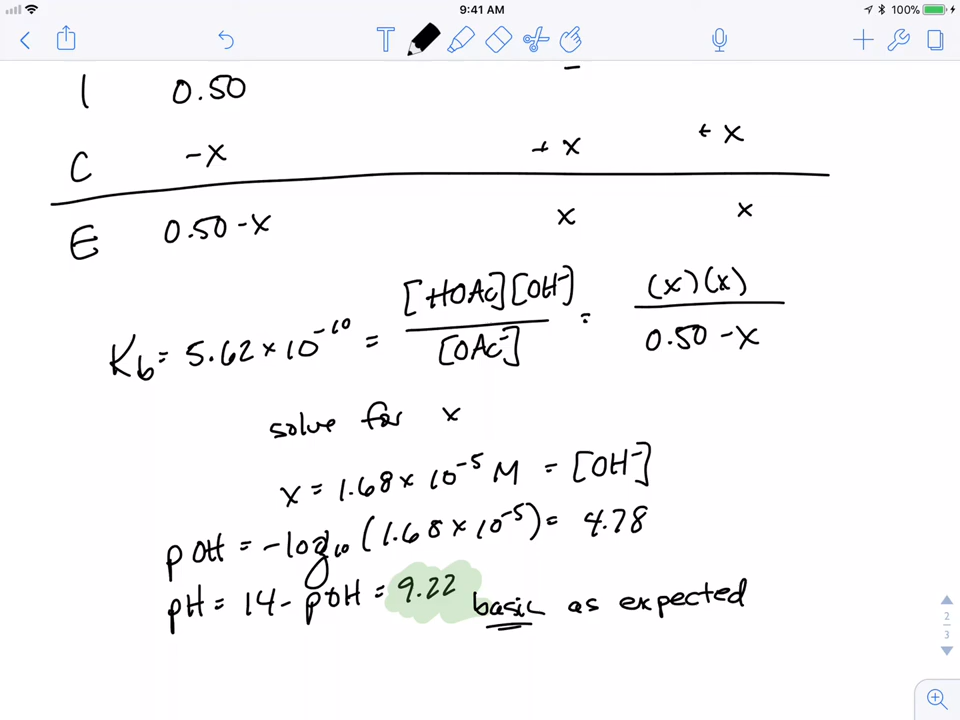 9:41 AM
100%
T
I 0.50 -
C -x + x + x
E 0.50 -x x x
Kb = 5.62 × 10^-10 = [HOAc][OH-] / [OAc-] = (x)(x) / 0.50 -x
solve for x
x = 1.68 × 10^-5 M = [OH-]
pOH = -log10 (1.68 × 10^-5) = 4.78
pH = 14 - pOH = 9.22 basic as expected
2
3